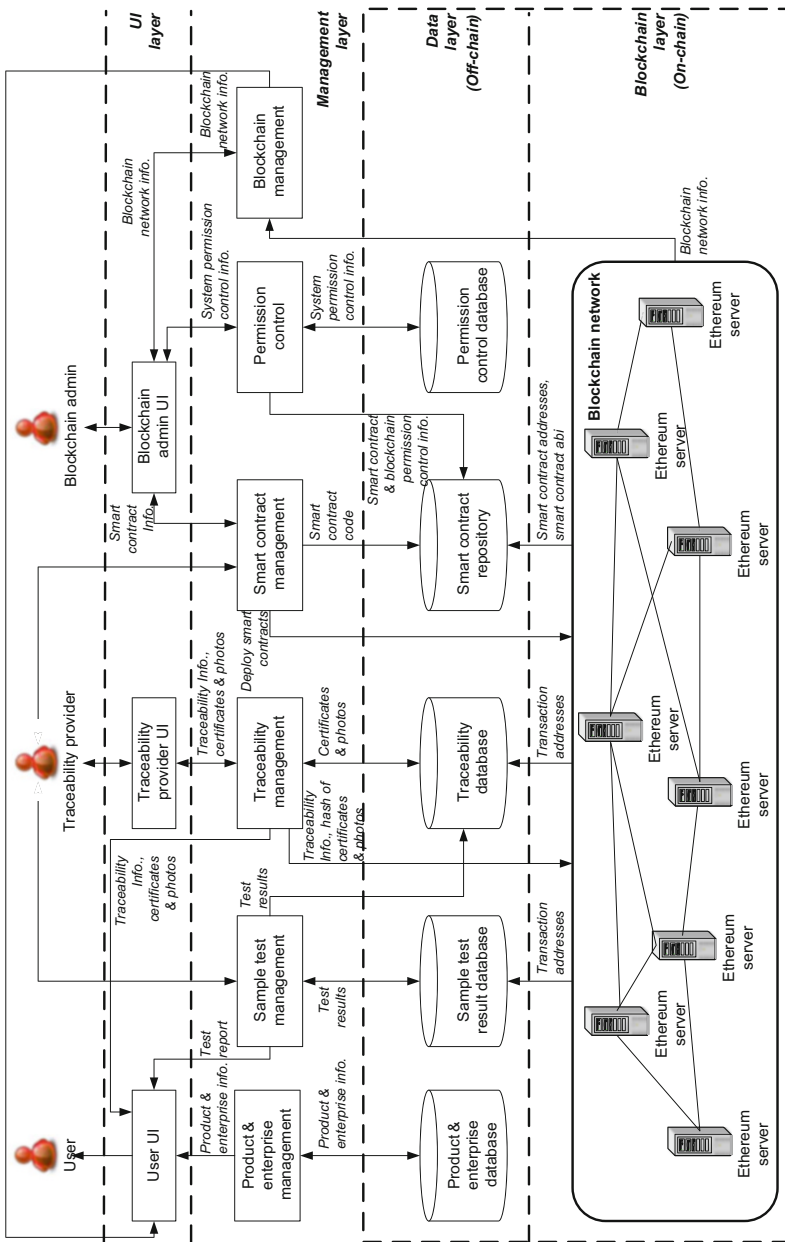 User
Traceability provider
Blockchain admin
UI
layer
User UI
Traceability
provider UI
Blockchain
admin UI
Traceability
Info.,
certificates
& photos
Product &
enterprise info.
Test
report
Traceability Info.,
certificates & photos
Smart
contract
Info.
System permission
control info.
Blockchain
network info.
Blockchain
network info.
Management
layer
Product &
enterprise
management
Sample test
management
Traceability
management
Smart contract
management
Permission
control
Blockchain
management
Test
results
Deploy smart
contracts
Product &
enterprise info.
Test
results
Traceability
Info., hash of
certificates
& photos
Certificates
& photos
Smart
contract
code
Smart contract
& blockchain
permission
control info.
System
permission
control info.
Data
layer
(Off-chain)
Product &
enterprise
database
Sample test
result database
Traceability
database
Smart contract
repository
Permission
control database
Transaction
addresses
Transaction
addresses
Smart contract addresses,
smart contract abi
Blockchain
network info.
Blockchain
layer
(On-chain)
Blockchain network
Ethereum
server
Ethereum
server
Ethereum
server
Ethereum
server
Ethereum
server
Ethereum
server
Ethereum
server
Ethereum
server